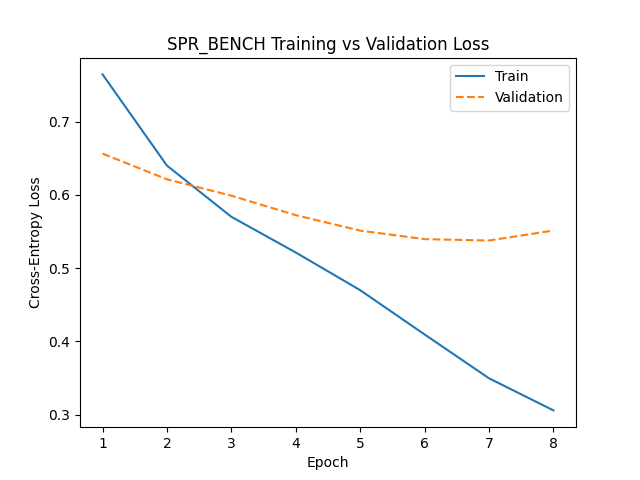 SPR_BENCH Training vs Validation Loss
Train
Validation
Cross-Entropy Loss
0.7
0.6
0.5
0.4
0.3
1 2 3 4 5 6 7 8
Epoch